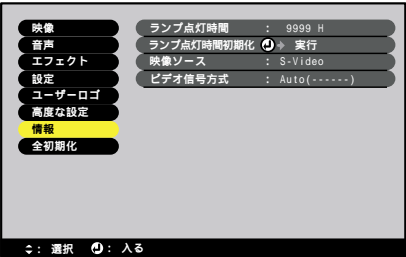 映像
音声
エフェクト
設定
ユーザーロゴ
高度な設定
情報
全初期化
ランプ点灯時間 : 9999 H
ランプ点灯時間初期化 実行
映像ソース : S-Video
ビデオ信号方式 : Auto(------)
: 選択 : 入る